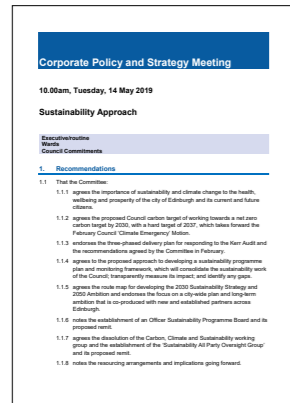 Corporate Policy and Strategy Meeting
10.00am, Tuesday, 14 May 2019
Sustainability Approach
Executive/routine
Wards
Council Commitments
1. Recommendations
1.1 That the Committee:
1.1.1 agrees the importance of sustainability and climate change to the health,
wellbeing and prosperity of the city of Edinburgh and its current and future
citizens.
1.1.2 agrees the proposed Council carbon target of working towards a net zero
carbon target by 2030, with a hard target of 2037, which takes forward the
February Council 'Climate Emergency' Motion.
1.1.3 endorses the three-phased delivery plan for responding to the Kerr Audit and
the recommendations agreed by the Committee in February.
1.1.4 agrees to the proposed approach to developing a sustainability programme
plan and monitoring framework, which will consolidate the sustainability work
of the Council; transparently measure its impact; and identify any gaps.
1.1.5 agrees the route map for developing the 2030 Sustainability Strategy and
2050 Ambition and endorses the focus on a city-wide plan and long-term
ambition that is co-produced with new and established partners across
Edinburgh.
1.1.6 notes the establishment of an Officer Sustainability Programme Board and its
proposed remit.
1.1.7 agrees the dissolution of the Carbon, Climate and Sustainability working
group and the establishment of the 'Sustainability All Party Oversight Group'
and its proposed remit.
1.1.8 notes the resourcing arrangements and implications going forward.